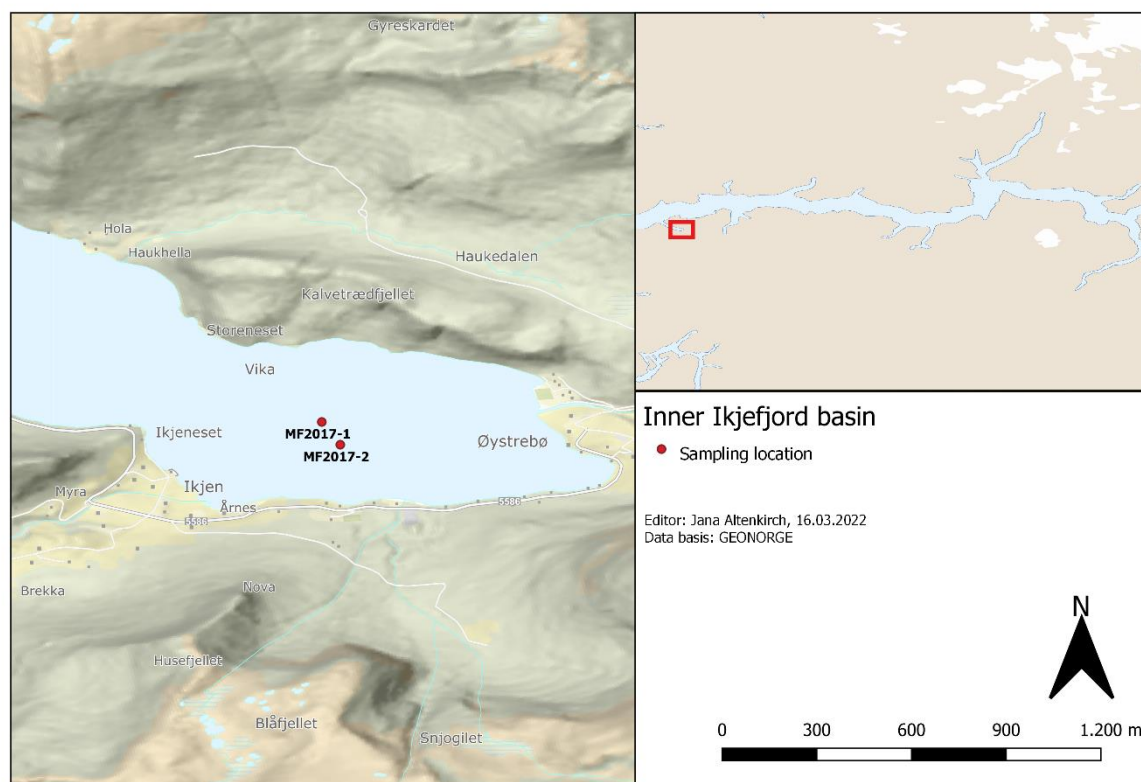 Gyreskardet
Hola
Haukhella
Haukedalen
Kalvetrædfjellet
Storeneset
Vika
Ikjeneset
MF2017-1
MF2017-2
Øystrebø
Ikjen
Myra
Årnes
5586
5586
Brekka
Nova
Husefjellet
Blåfjellet
Snjogilet
Inner Ikjefjord basin
Sampling location
Editor: Jana Altenkirch, 16.03.2022
Data basis: GEONORGE
N
0 300 600 900 1.200 m